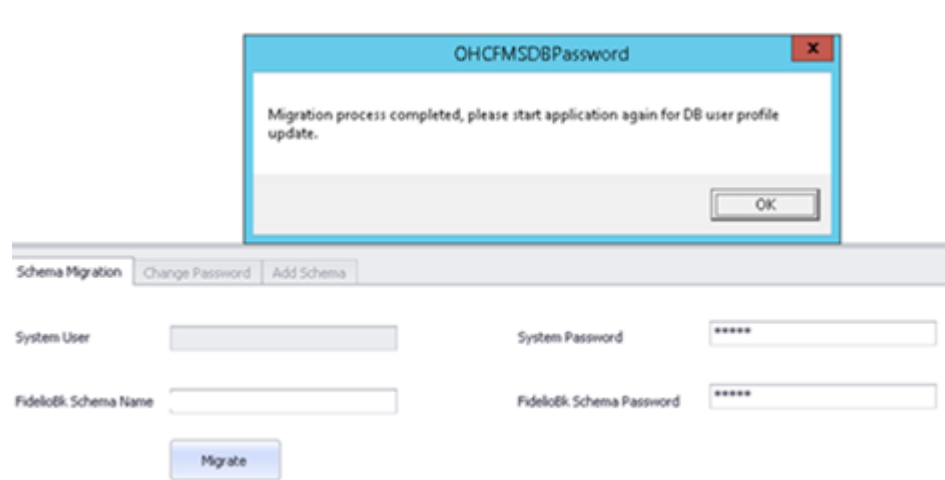 OHCFMSDBPassword
x
Migration process completed, please start application again for DB user profile
update.
OK
Schema Migration Change Password Add Schema
System User System Password *****
FidelioBk Schema Name FidelioBk Schema Password *****
Migrate